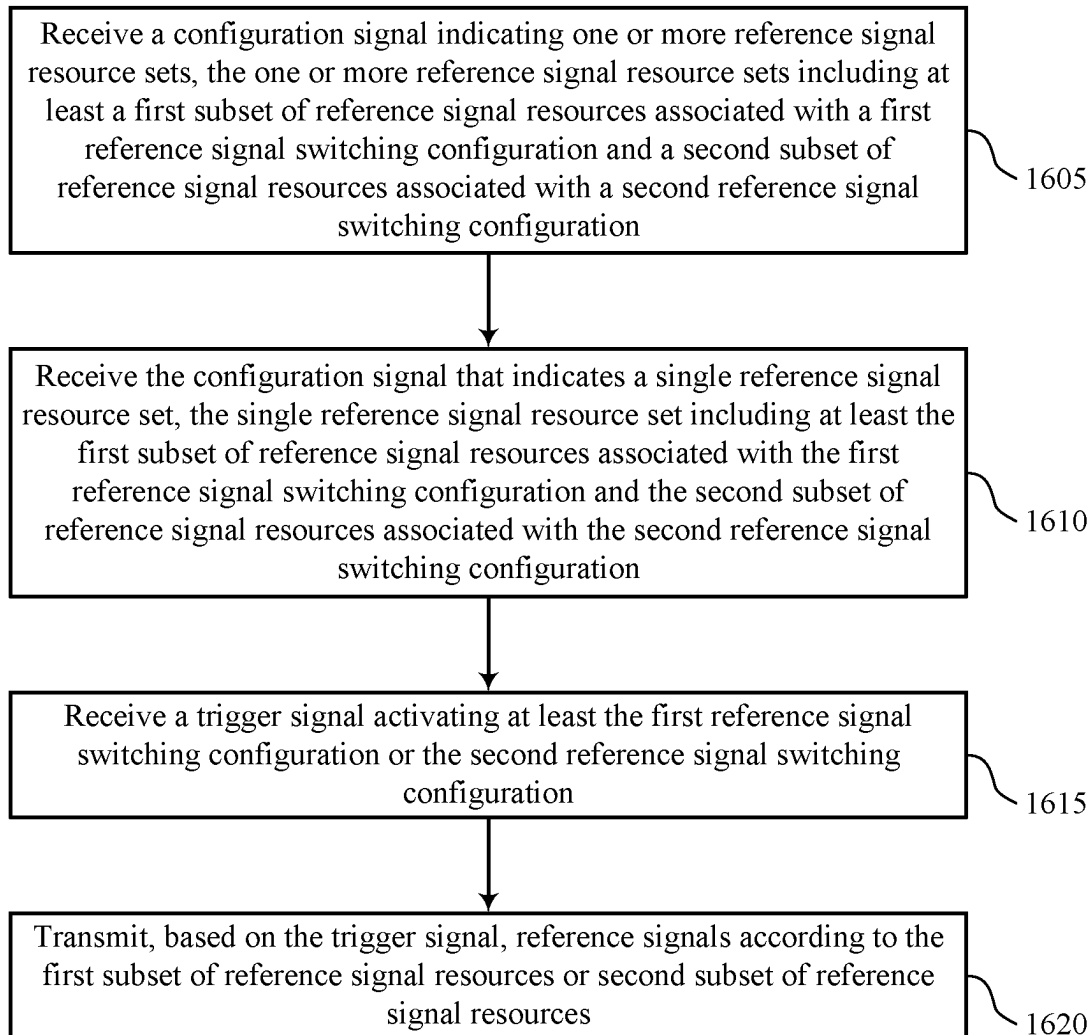 Receive a configuration signal indicating one or more reference signal
resource sets, the one or more reference signal resource sets including at
least a first subset of reference signal resources associated with a first
reference signal switching configuration and a second subset of
reference signal resources associated with a second reference signal
switching configuration
1605
Receive the configuration signal that indicates a single reference signal
resource set, the single reference signal resource set including at least the
first subset of reference signal resources associated with the first
reference signal switching configuration and the second subset of
reference signal resources associated with the second reference signal
switching configuration
1610
Receive a trigger signal activating at least the first reference signal
switching configuration or the second reference signal switching
configuration
1615
Transmit, based on the trigger signal, reference signals according to the
first subset of reference signal resources or second subset of reference
signal resources
1620